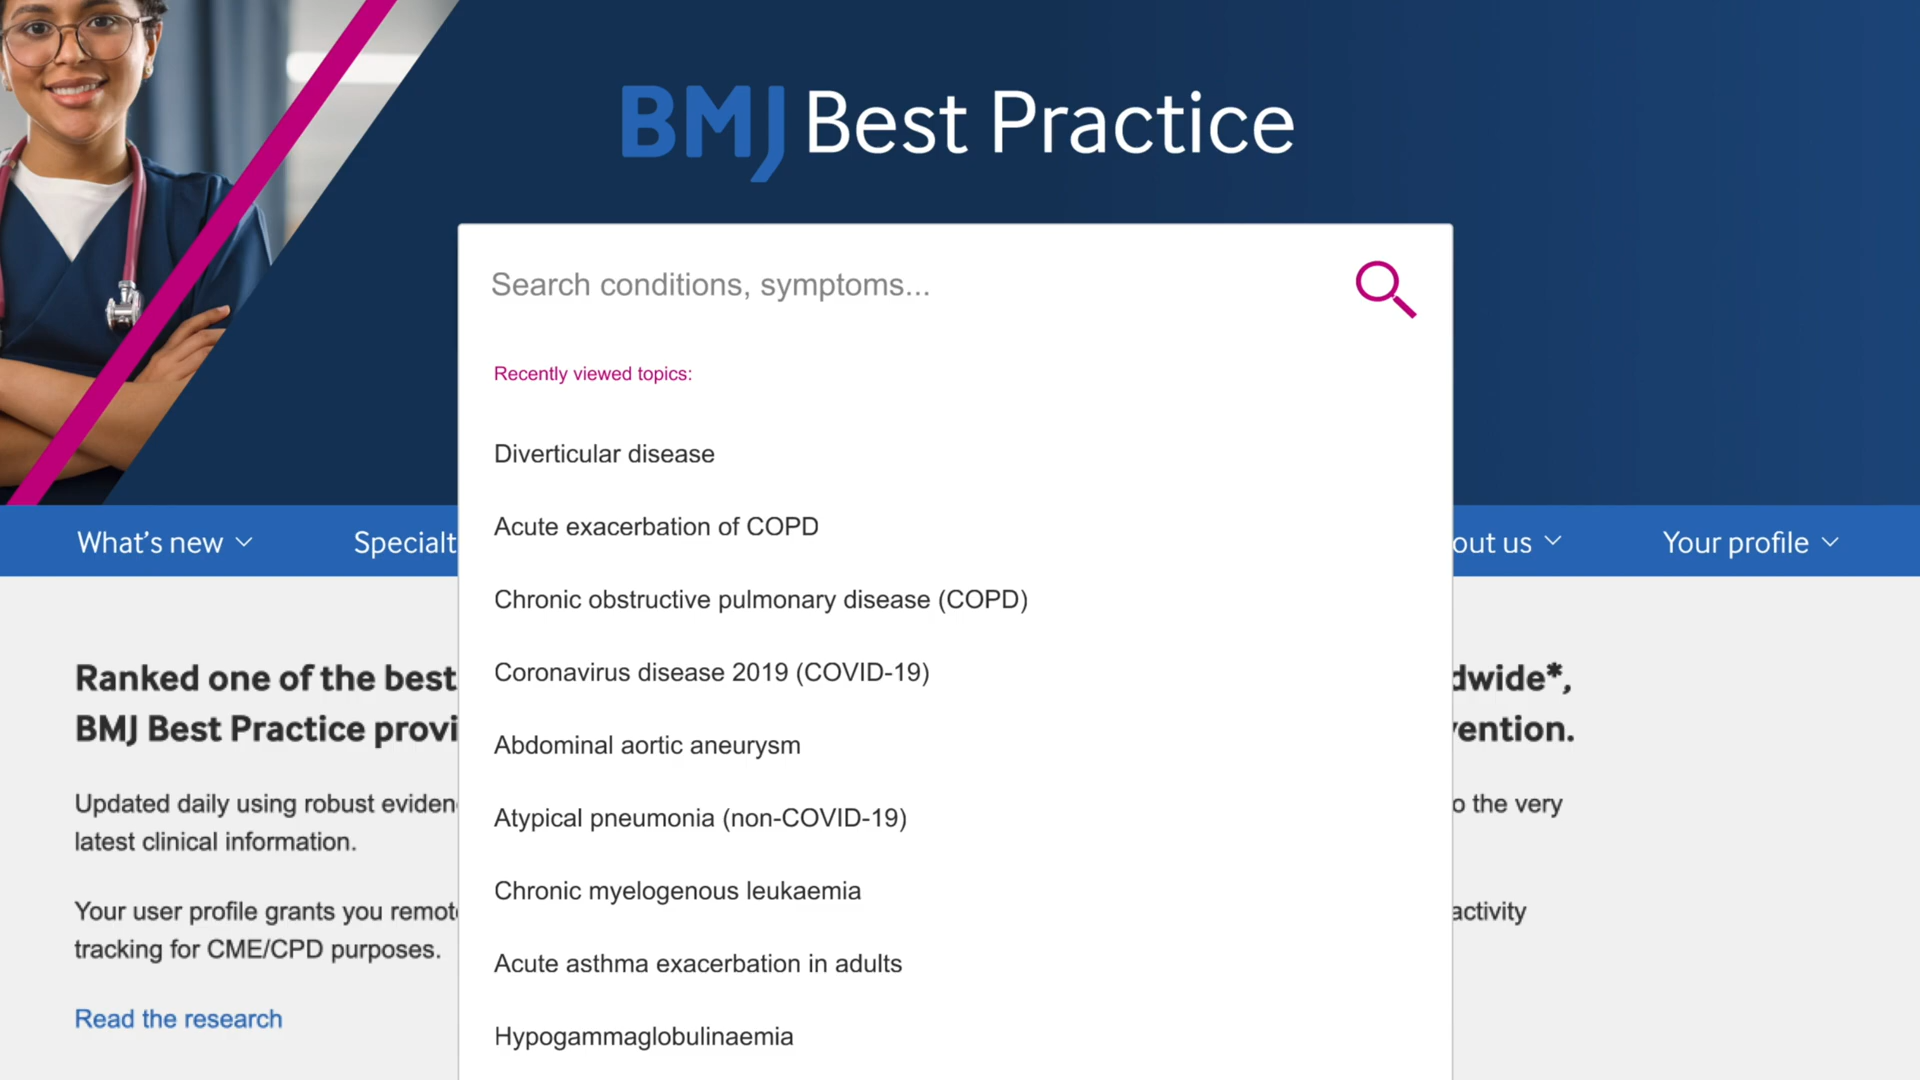 BMJ Best Practice
Search conditions, symptoms...
Recently viewed topics:
Diverticular disease
Acute exacerbation of COPD
Chronic obstructive pulmonary disease (COPD)
Coronavirus disease 2019 (COVID-19)
Abdominal aortic aneurysm
Atypical pneumonia (non-COVID-19)
Chronic myelogenous leukaemia
Acute asthma exacerbation in adults
Hypogammaglobulinaemia
What's new
Specialt
out us
Your profile
Ranked one of the best
dwide*,
BMJ Best Practice provi
vention.
Updated daily using robust eviden
o the very
latest clinical information.
Your user profile grants you remot
activity
tracking for CME/CPD purposes.
Read the research